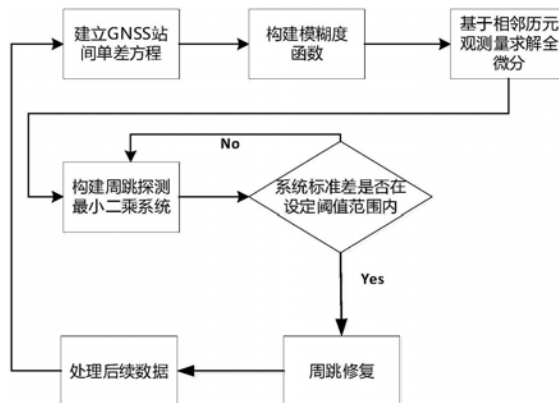 建立GNSS站
间单差方程
构建模糊度
函数
基于相邻历元
观测量求解全
微分
No
构建周跳探测
最小二乘系统
系统标准差是否在
设定阈值范围内
Yes
处理后续数据
周跳修复